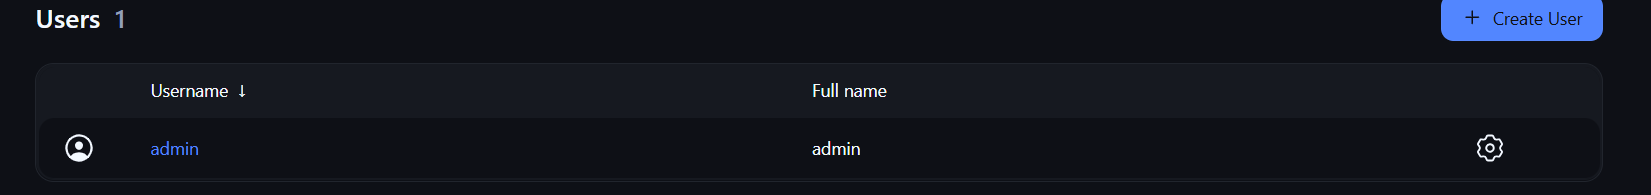 Users 1
+ Create User
Username ↓
Full name
admin
admin